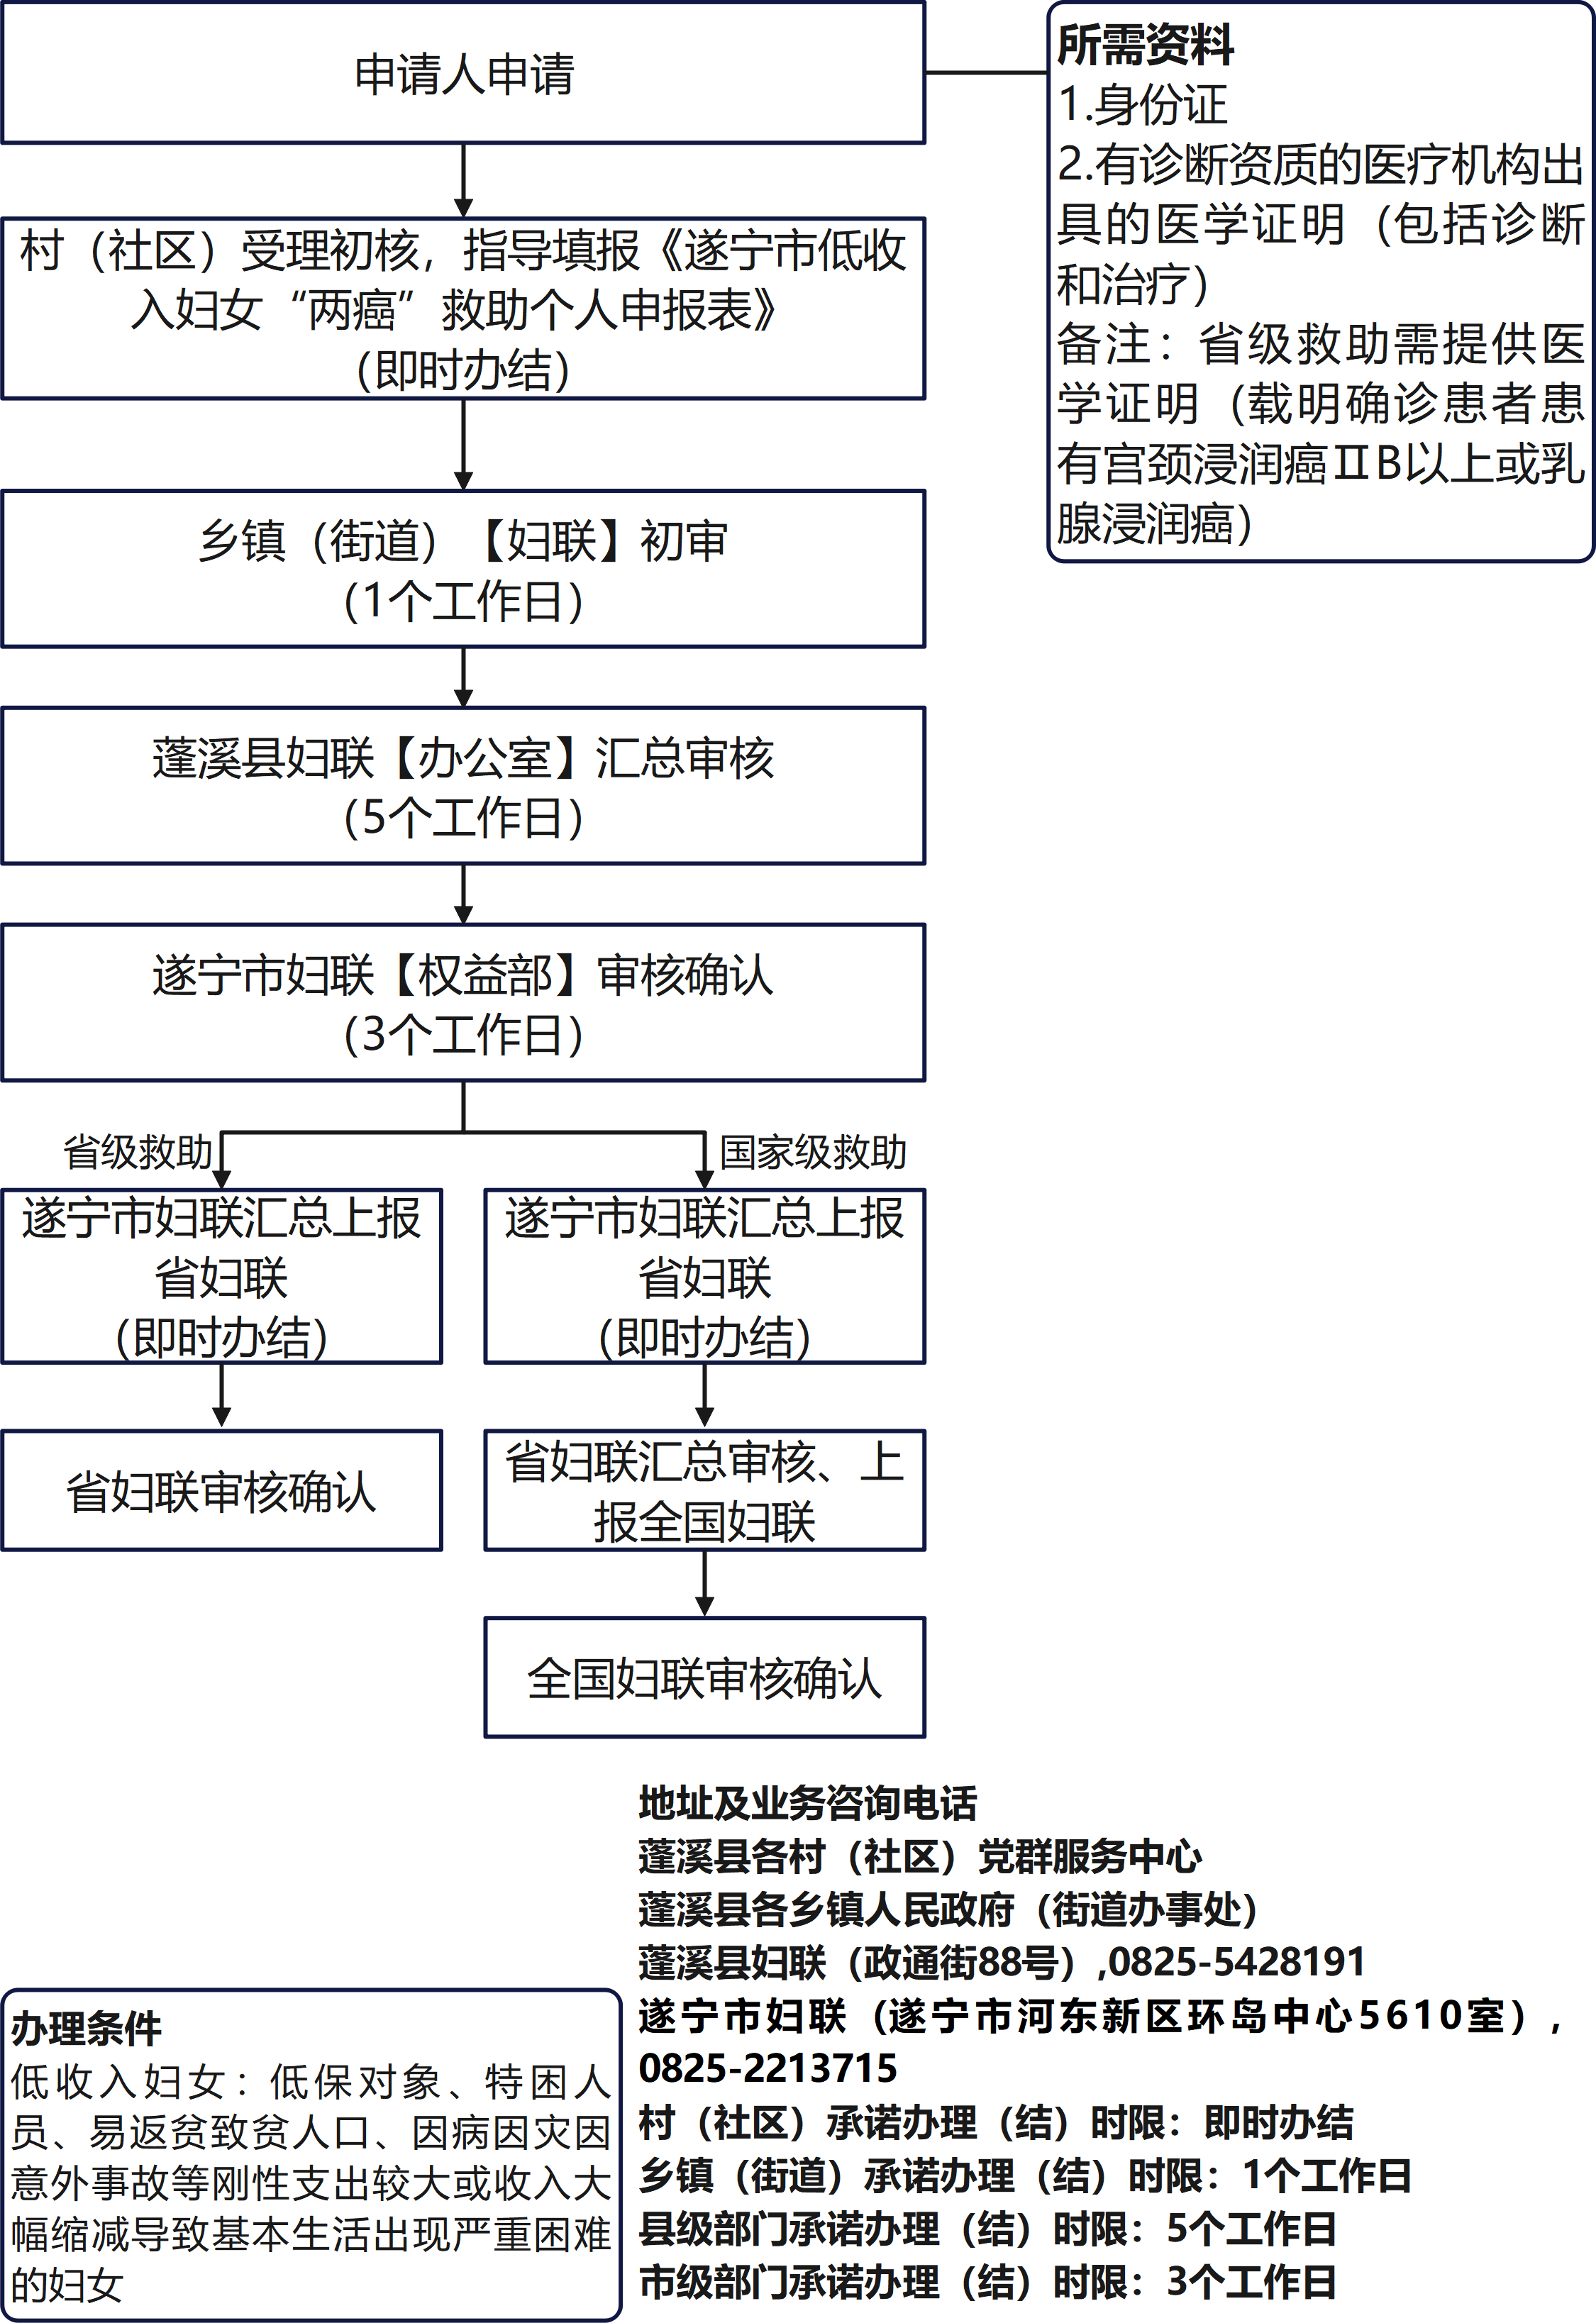 申请人申请
所需资料
1.身份证
2.有诊断资质的医疗机构出
具的医学证明（包括诊断
和治疗）
备注：省级救助需提供医
学证明（载明确诊患者患
有宫颈浸润癌ⅡB以上或乳
腺浸润癌）
村（社区）受理初核，指导填报《遂宁市低收
入妇女“两癌”救助个人申报表》
（即时办结）
乡镇（街道）【妇联】初审
（1个工作日）
蓬溪县妇联【办公室】汇总审核
（5个工作日）
遂宁市妇联【权益部】审核确认
（3个工作日）
省级救助
国家级救助
遂宁市妇联汇总上报
省妇联
（即时办结）
遂宁市妇联汇总上报
省妇联
（即时办结）
省妇联审核确认
省妇联汇总审核、上
报全国妇联
全国妇联审核确认
办理条件
低收入妇女：低保对象、特困人
员、易返贫致贫人口、因病因灾因
意外事故等刚性支出较大或收入大
幅缩减导致基本生活出现严重困难
的妇女
地址及业务咨询电话
蓬溪县各村（社区）党群服务中心
蓬溪县各乡镇人民政府（街道办事处）
蓬溪县妇联（政通街88号）,0825-5428191
遂宁市妇联（遂宁市河东新区环岛中心5610室），
0825-2213715
村（社区）承诺办理（结）时限：即时办结
乡镇（街道）承诺办理（结）时限：1个工作日
县级部门承诺办理（结）时限：5个工作日
市级部门承诺办理（结）时限：3个工作日